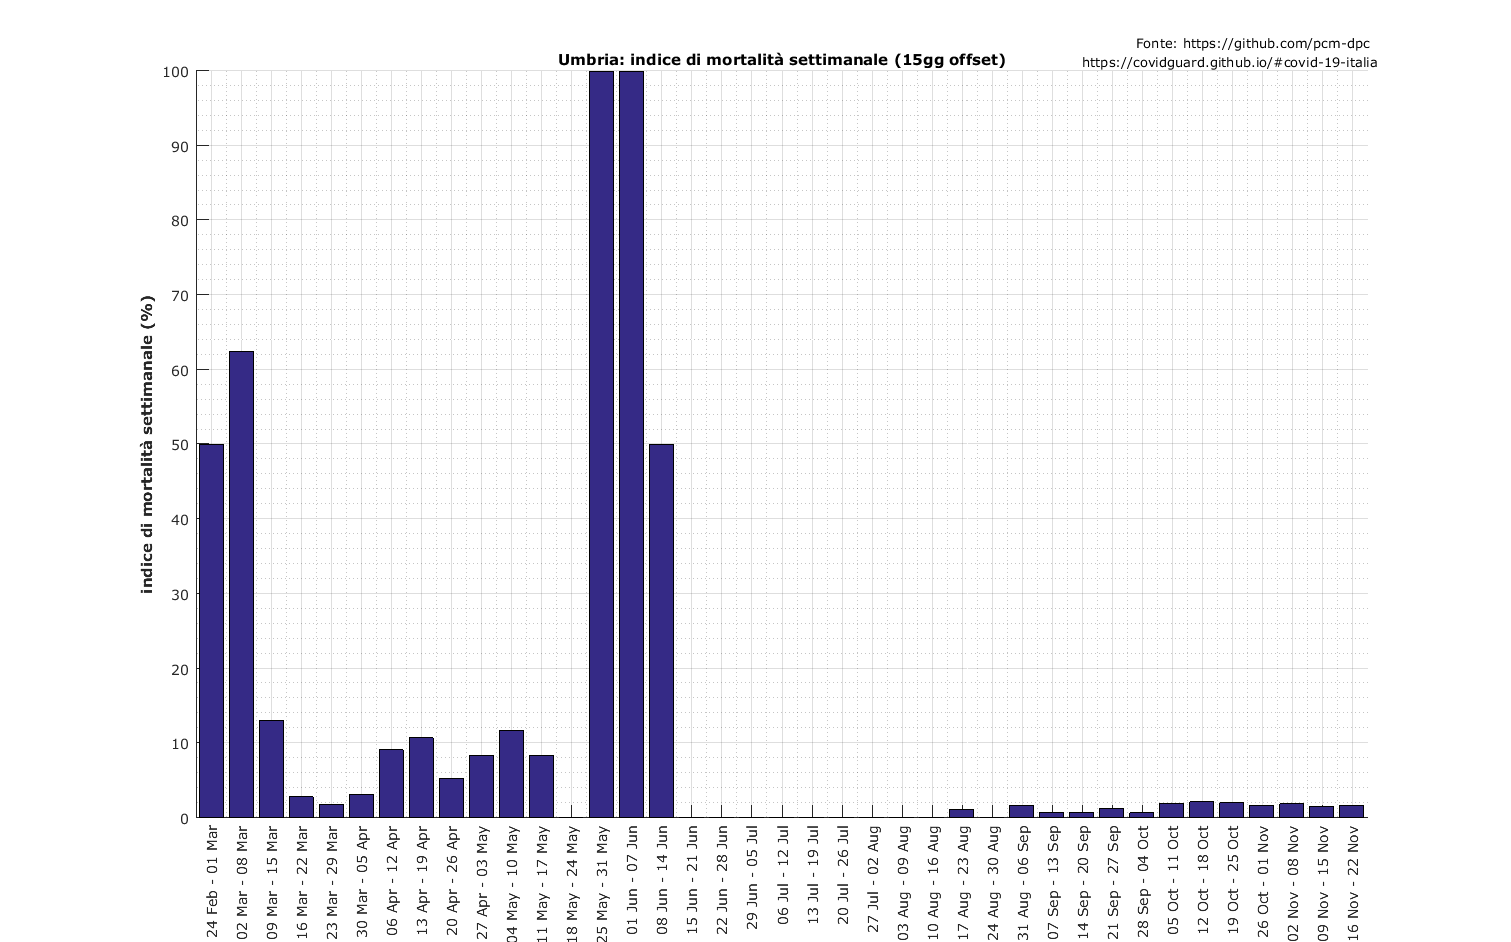 Fonte: https://github.com/pcm-dpc
https://covidguard.github.io/#covid-19-italia
Umbria: indice di mortalità settimanale (15gg offset)
indice di mortalità settimanale (%)
100
90
80
70
60
50
40
30
20
10
0
24 Feb - 01 Mar
02 Mar - 08 Mar
09 Mar - 15 Mar
16 Mar - 22 Mar
23 Mar - 29 Mar
30 Mar - 05 Apr
06 Apr - 12 Apr
13 Apr - 19 Apr
20 Apr - 26 Apr
27 Apr - 03 May
04 May - 10 May
11 May - 17 May
18 May - 24 May
25 May - 31 May
01 Jun - 07 Jun
08 Jun - 14 Jun
15 Jun - 21 Jun
22 Jun - 28 Jun
29 Jun - 05 Jul
06 Jul - 12 Jul
13 Jul - 19 Jul
20 Jul - 26 Jul
27 Jul - 02 Aug
03 Aug - 09 Aug
10 Aug - 16 Aug
17 Aug - 23 Aug
24 Aug - 30 Aug
31 Aug - 06 Sep
07 Sep - 13 Sep
14 Sep - 20 Sep
21 Sep - 27 Sep
28 Sep - 04 Oct
05 Oct - 11 Oct
12 Oct - 18 Oct
19 Oct - 25 Oct
26 Oct - 01 Nov
02 Nov - 08 Nov
09 Nov - 15 Nov
16 Nov - 22 Nov